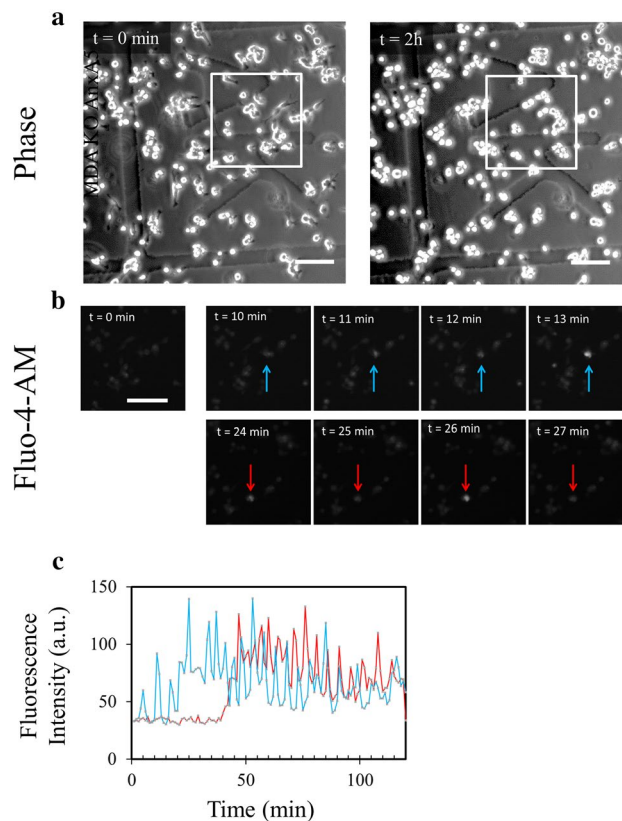 a
t = 0 min
t = 2h
MDA KO AnxA5
Phase
b
t = 0 min
t = 10 min
t = 11 min
t = 12 min
t = 13 min
t = 24 min
t = 25 min
t = 26 min
t = 27 min
Fluo-4-AM
c
150
100
50
0
Fluorescence
Intensity (a.u.)
0
50
100
Time (min)